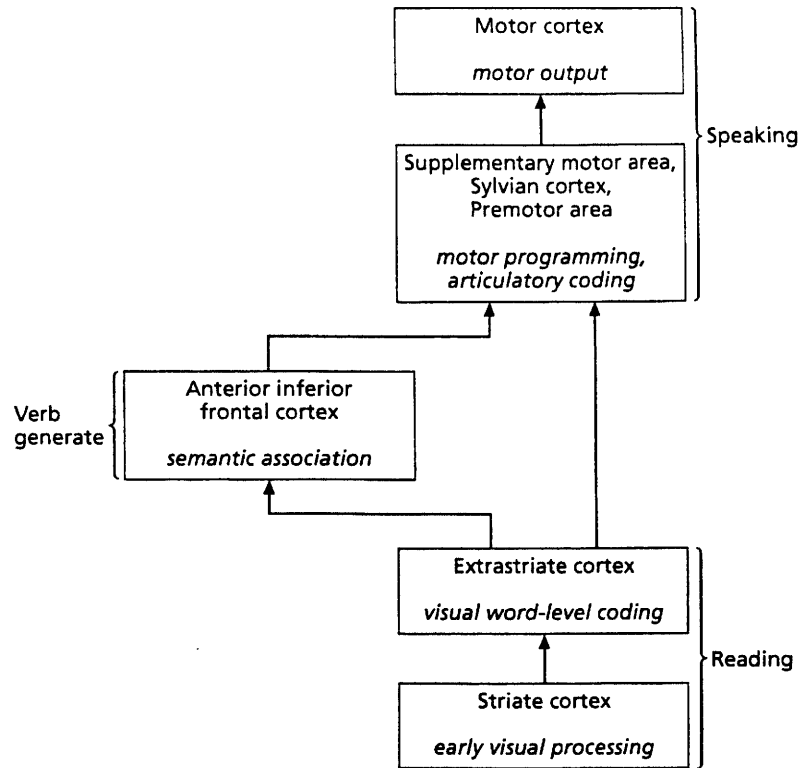 Motor cortex
motor output
Speaking
Supplementary motor area,
Sylvian cortex,
Premotor area
motor programming,
articulatory coding
Verb
generate
Anterior inferior
frontal cortex
semantic association
Extrastriate cortex
visual word-level coding
Reading
Striate cortex
early visual processing